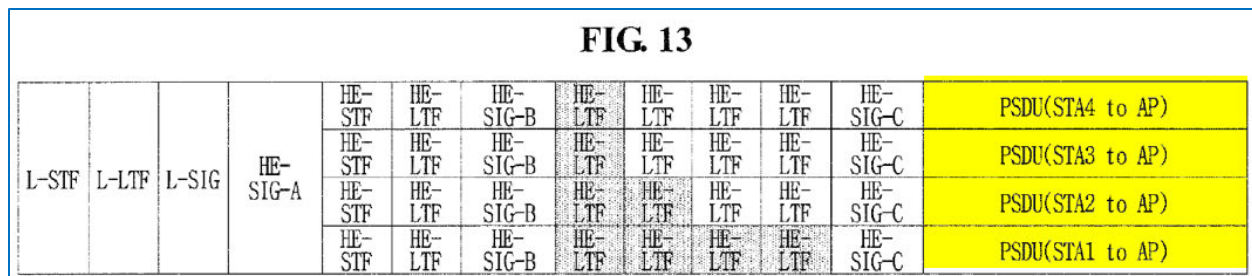 FIG. 13
L-STF L-LTF L-SIG HE-SIG-A
HE-STF HE-LTF HE-SIG-B HE-LTF HE-LTF HE-LTF HE-LTF HE-SIG-C PSDU(STA4 to AP)
HE-STF HE-LTF HE-SIG-B HE-LTF HE-LTF HE-LTF HE-LTF HE-SIG-C PSDU(STA3 to AP)
HE-STF HE-LTF HE-SIG-B HE-LTF HE-LTF HE-LTF HE-LTF HE-SIG-C PSDU(STA2 to AP)
HE-STF HE-LTF HE-SIG-B HE-LTF HE-LTF HE-LTF HE-LTF HE-SIG-C PSDU(STA1 to AP)